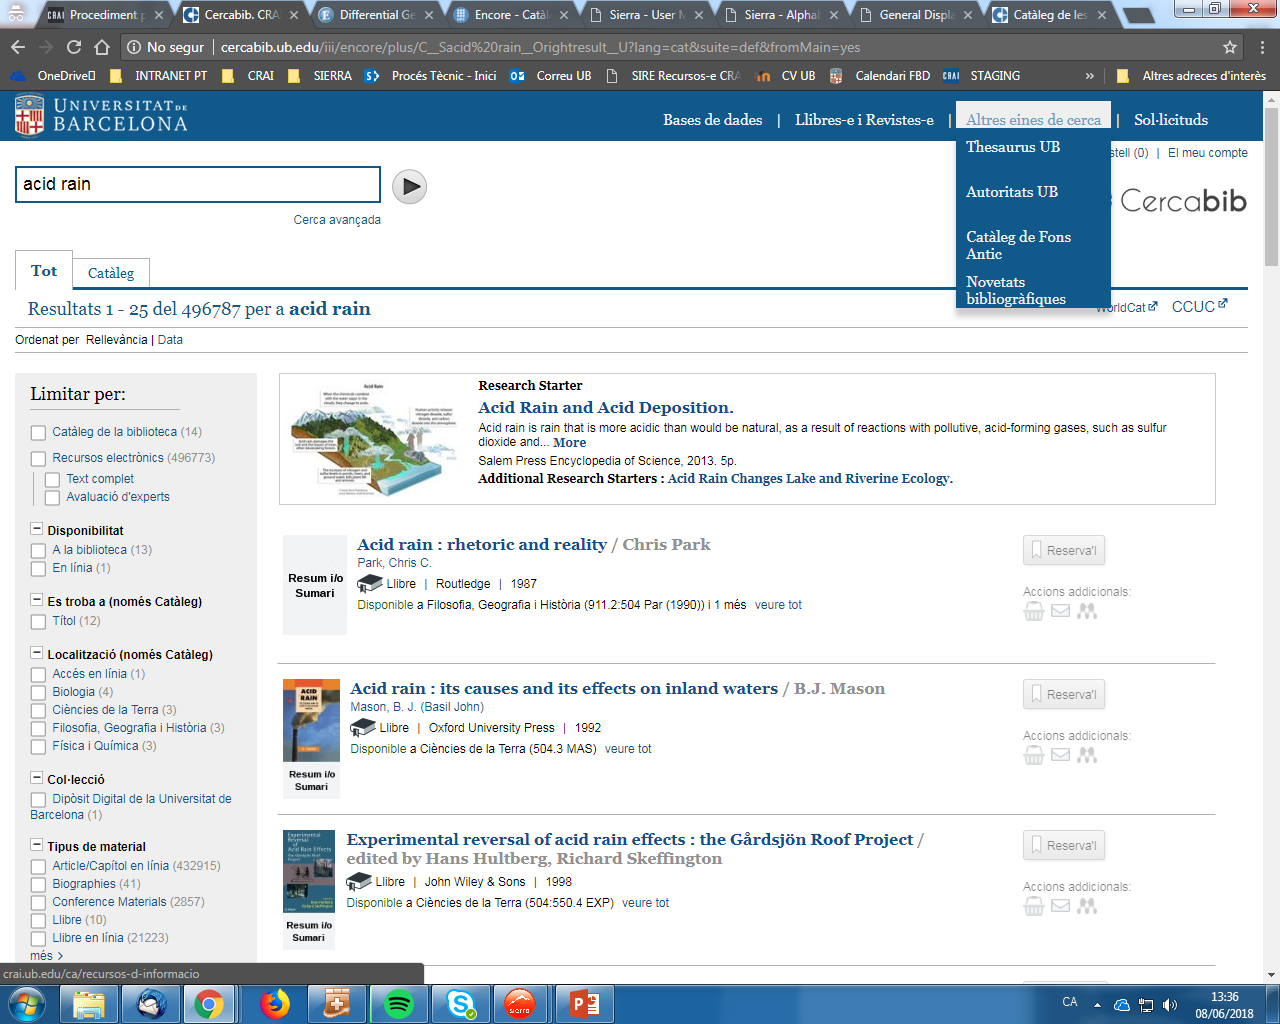 Procediment p
Cercabib. CRA
Differential Ge
Encore - Catàl
Sierra - User M
Sierra - Alphab
General Displa
Catàleg de les
No segur
cercabib.ub.edu/iii/encore/plus/C__Sacid%20rain__Orightresult__U?lang=cat&suite=def&fromMain=yes
OneDrive
INTRANET PT
CRAI
SIERRA
Procés Tècnic - Inici
Correu UB
SIRE Recursos-e CRA
CV UB
Calendari FBD
STAGING
»
Altres adreces d'interès
UNIVERSITAT DE
BARCELONA
Bases de dades | Llibres-e i Revistes-e | Altres eines de cerca | Sol·licituds
Thesaurus UB
Autoritats UB
Catàleg de Fons
Antic
Novetats
bibliogràfiques
stell (0) | El meu compte
acid rain
Cerca avançada
Cercabib
Tot
Catàleg
Resultats 1 - 25 del 496787 per a acid rain
WorldCat
CCUC
Ordenat per Rellevància | Data
Limitar per:
Catàleg de la biblioteca (14)
Recursos electrònics (496773)
Text complet
Avaluació d'experts
Disponibilitat
A la biblioteca (13)
En línia (1)
Es troba a (només Catàleg)
Títol (12)
Localització (només Catàleg)
Accés en línia (1)
Biologia (4)
Ciències de la Terra (3)
Filosofia, Geografia i Història (3)
Física i Química (3)
Col·lecció
Dipòsit Digital de la Universitat de
Barcelona (1)
Tipus de material
Article/Capítol en línia (432915)
Biographies (41)
Conference Materials (2857)
Llibre (10)
Llibre en línia (21223)
més >
Acid Rain
Research Starter
Acid Rain and Acid Deposition.
Acid rain is rain that is more acidic than would be natural, as a result of reactions with pollutive, acid-forming gases, such as sulfur
dioxide and... More
Salem Press Encyclopedia of Science, 2013. 5p.
Additional Research Starters : Acid Rain Changes Lake and Riverine Ecology.
Resum i/o
Sumari
Acid rain : rhetoric and reality / Chris Park
Park, Chris C.
Llibre | Routledge | 1987
Disponible a Filosofia, Geografia i Història (911.2:504 Par (1990)) i 1 més veure tot
Reserva'l
Accions addicionals:
ACID
RAIN
Resum i/o
Sumari
Acid rain : its causes and its effects on inland waters / B.J. Mason
Mason, B. J. (Basil John)
Llibre | Oxford University Press | 1992
Disponible a Ciències de la Terra (504.3 MAS) veure tot
Reserva'l
Accions addicionals:
Experimental
Reversal of
Acid Rain Effects
Resum i/o
Sumari
Experimental reversal of acid rain effects : the Gårdsjön Roof Project /
edited by Hans Hultberg, Richard Skeffington
Llibre | John Wiley & Sons | 1998
Disponible a Ciències de la Terra (504:550.4 EXP) veure tot
Reserva'l
Accions addicionals:
crai.ub.edu/ca/recursos-d-informacio
sierra
CA
13:36
08/06/2018